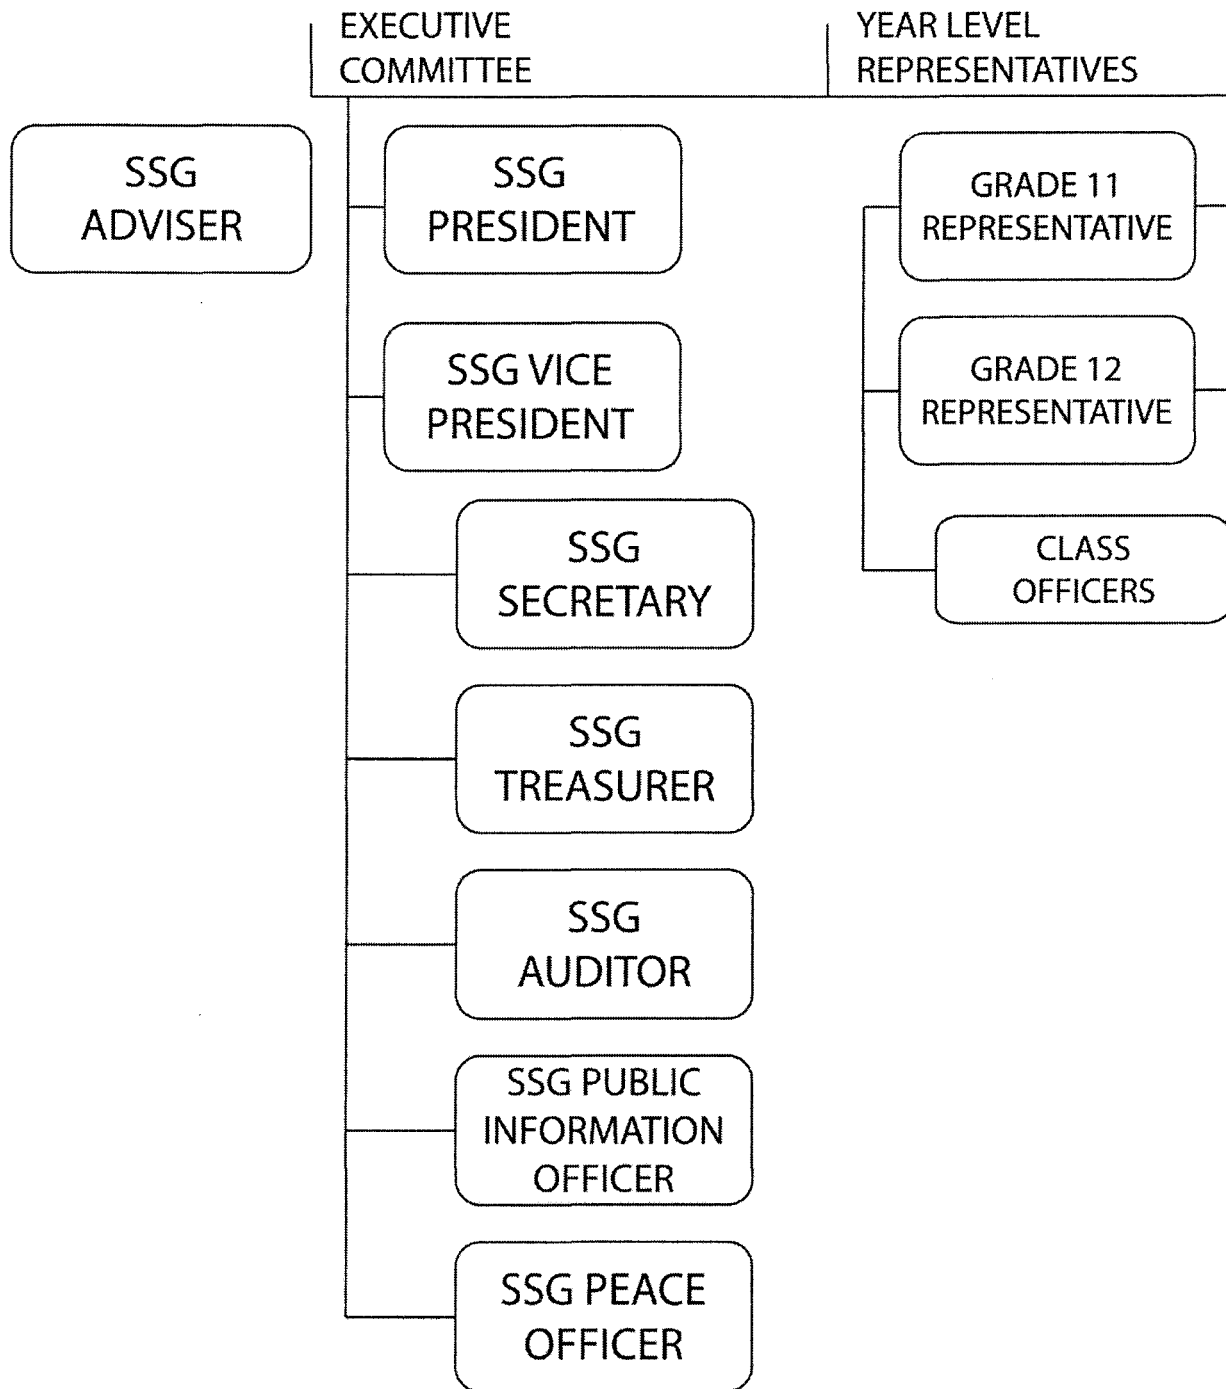 EXECUTIVE
COMMITTEE
YEAR LEVEL
REPRESENTATIVES
SSG
ADVISER
SSG
PRESIDENT
SSG VICE
PRESIDENT
SSG
SECRETARY
SSG
TREASURER
SSG
AUDITOR
SSG PUBLIC
INFORMATION
OFFICER
SSG PEACE
OFFICER
GRADE 11
REPRESENTATIVE
GRADE 12
REPRESENTATIVE
CLASS
OFFICERS